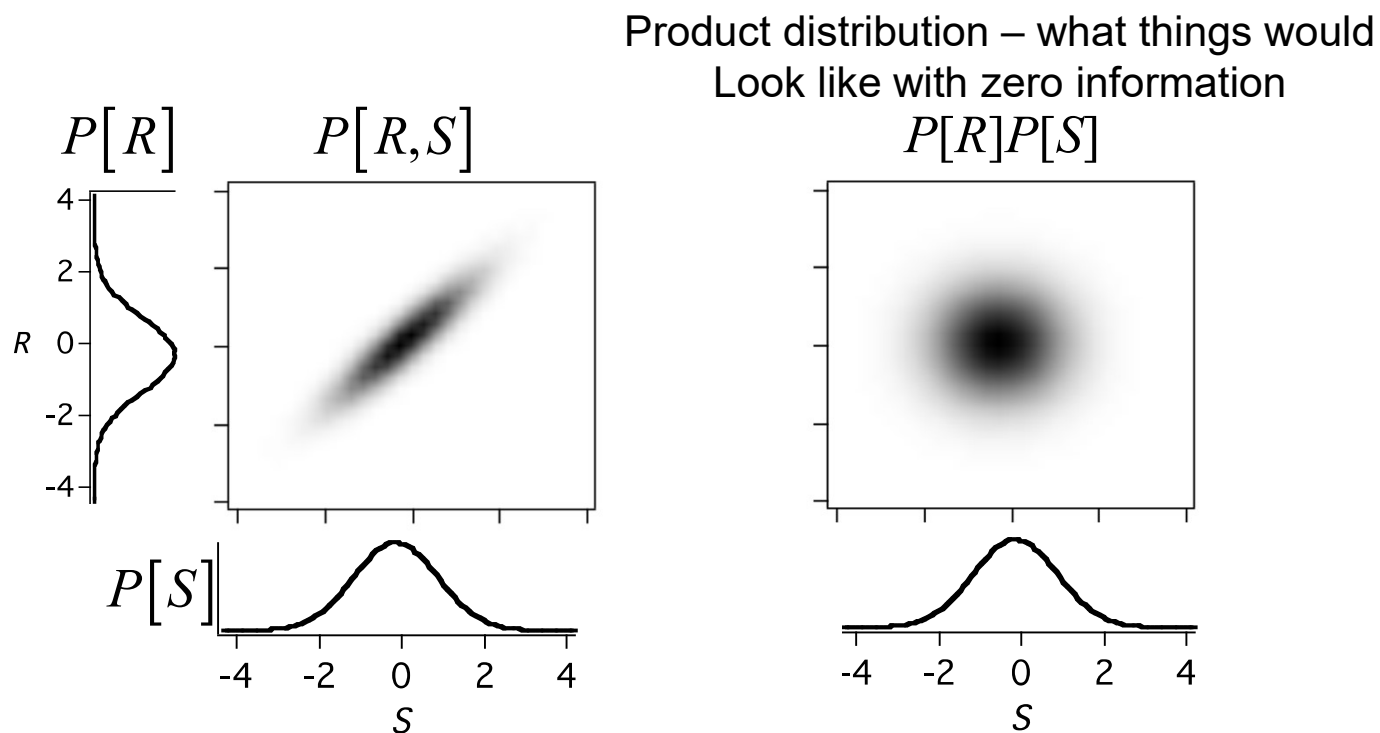 Product distribution – what things would
Look like with zero information
P[R]
P[R,S]
P[R]P[S]
4
2
R 0
-2
-4
P[S]
-4 -2 0 2 4
S
-4 -2 0 2 4
S